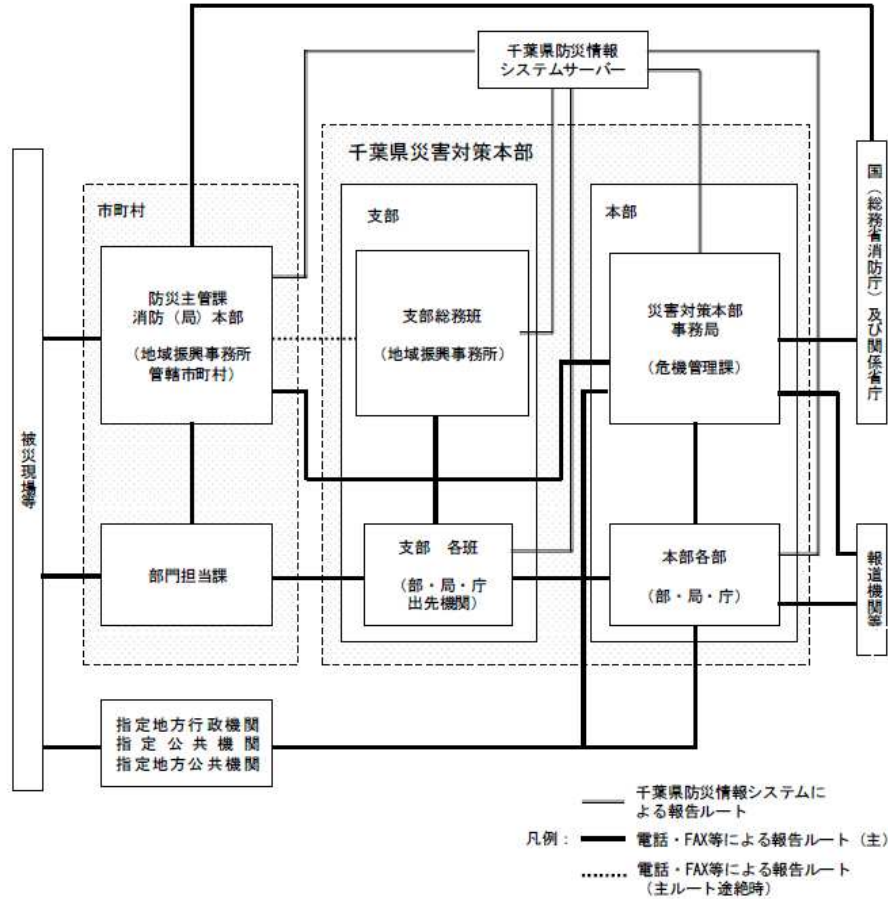 千葉県防災情報
システムサーバー
千葉県災害対策本部
市町村
支部
本部
防災主管課
消防（局）本部
（地域振興事務所
管轄市町村）
支部総務班
（地域振興事務所）
災害対策本部
事務局
（危機管理課）
国（総務省消防庁）及び関係省庁
被災現場等
部門担当課
支部　各班
（部・局・庁
出先機関）
本部各部
（部・局・庁）
報道機関等
指定地方行政機関
指定公共機関
指定地方公共機関
千葉県防災情報システムに
よる報告ルート
凡例：
電話・FAX等による報告ルート（主）
電話・FAX等による報告ルート
（主ルート途絶時）